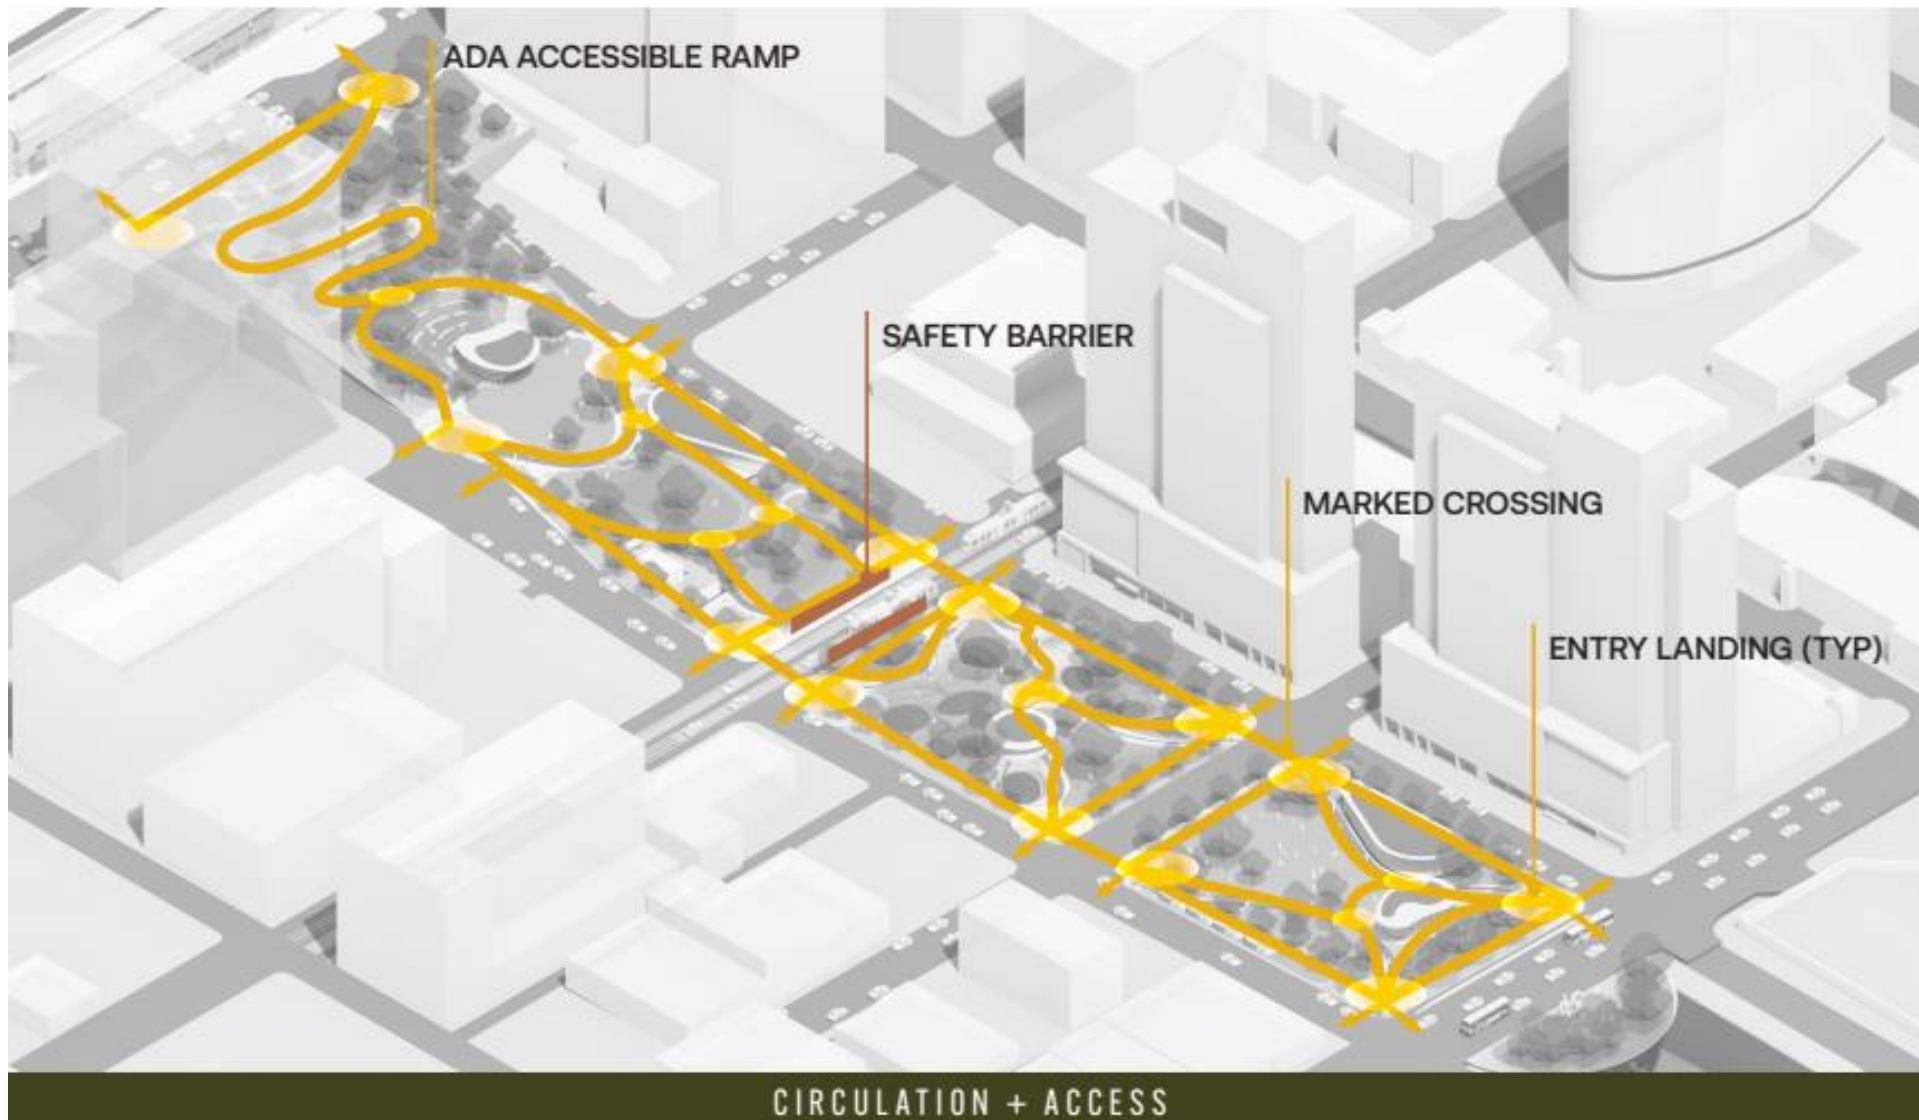 ADA ACCESSIBLE RAMP
SAFETY BARRIER
MARKED CROSSING
ENTRY LANDING (TYP)
CIRCULATION + ACCESS